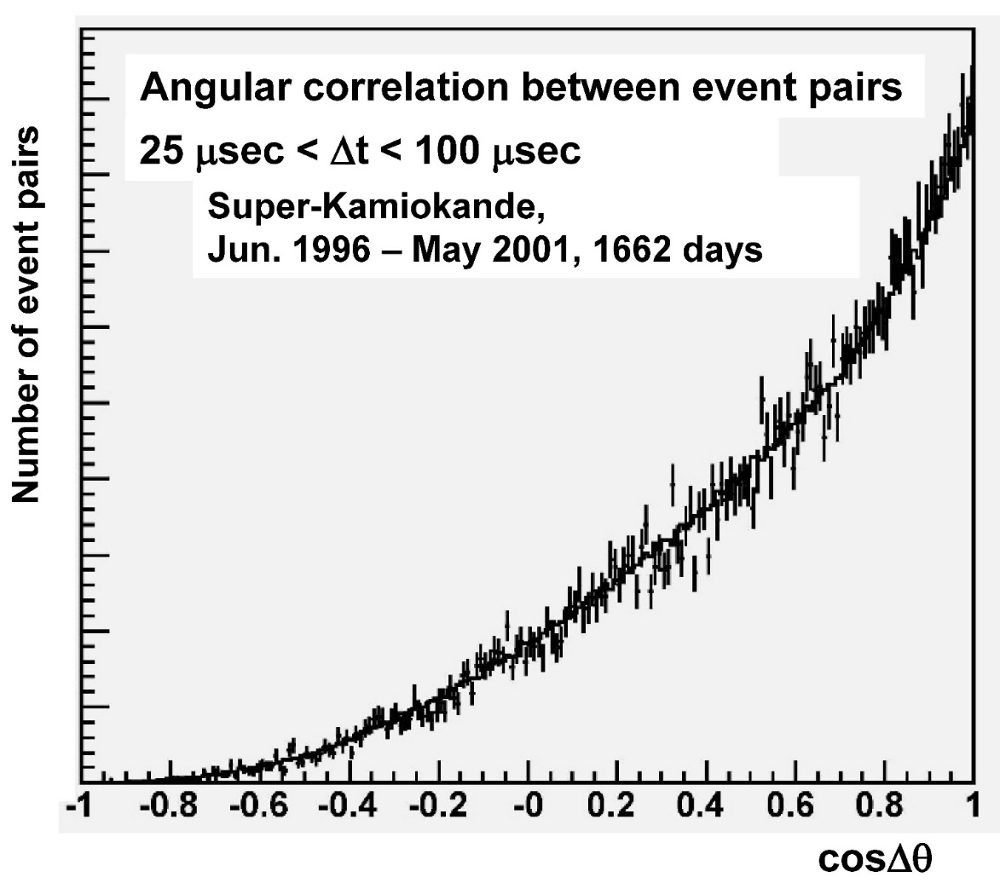 Angular correlation between event pairs
25 μsec < Δt < 100 μsec
Super-Kamiokande,
Jun. 1996 – May 2001, 1662 days
Number of event pairs
-1 -0.8 -0.6 -0.4 -0.2 -0 0.2 0.4 0.6 0.8 1
cosΔθ